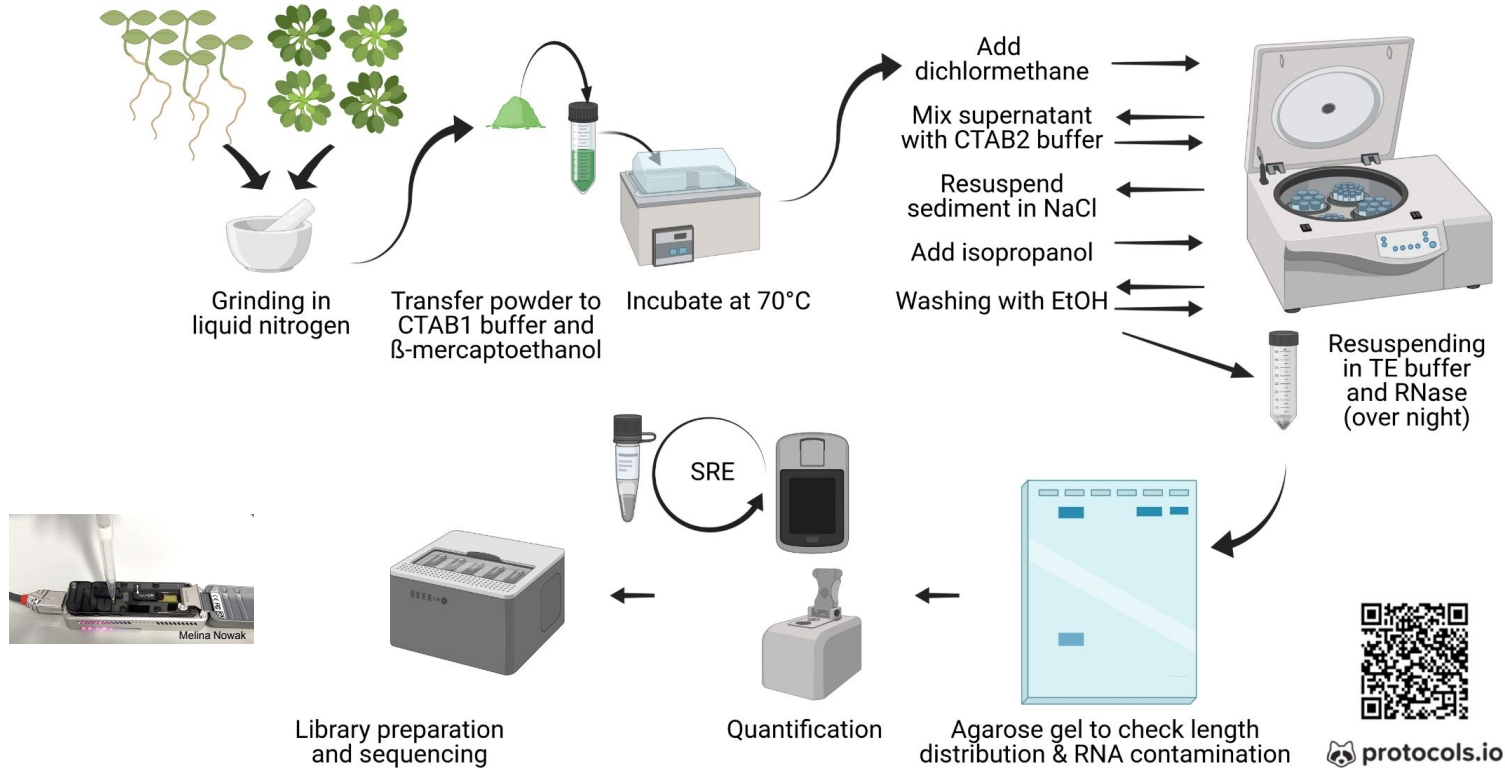 Add
dichlormethane
Mix supernatant
with CTAB2 buffer
Resuspend
sediment in NaCl
Add isopropanol
Washing with EtOH
Grinding in
liquid nitrogen
Transfer powder to
CTAB1 buffer and
ß-mercaptoethanol
Incubate at 70°C
Resuspending
in TE buffer
and RNase
(over night)
SRE
Melina Nowak
Library preparation
and sequencing
Quantification
Agarose gel to check length
distribution & RNA contamination
protocols.io